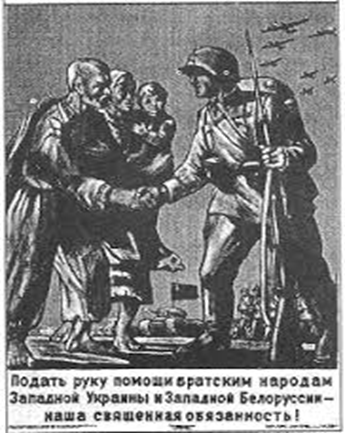 Подать руку помощи братским народам
Западной Украины и Западной Белоруссии—
наша священная обязанность!